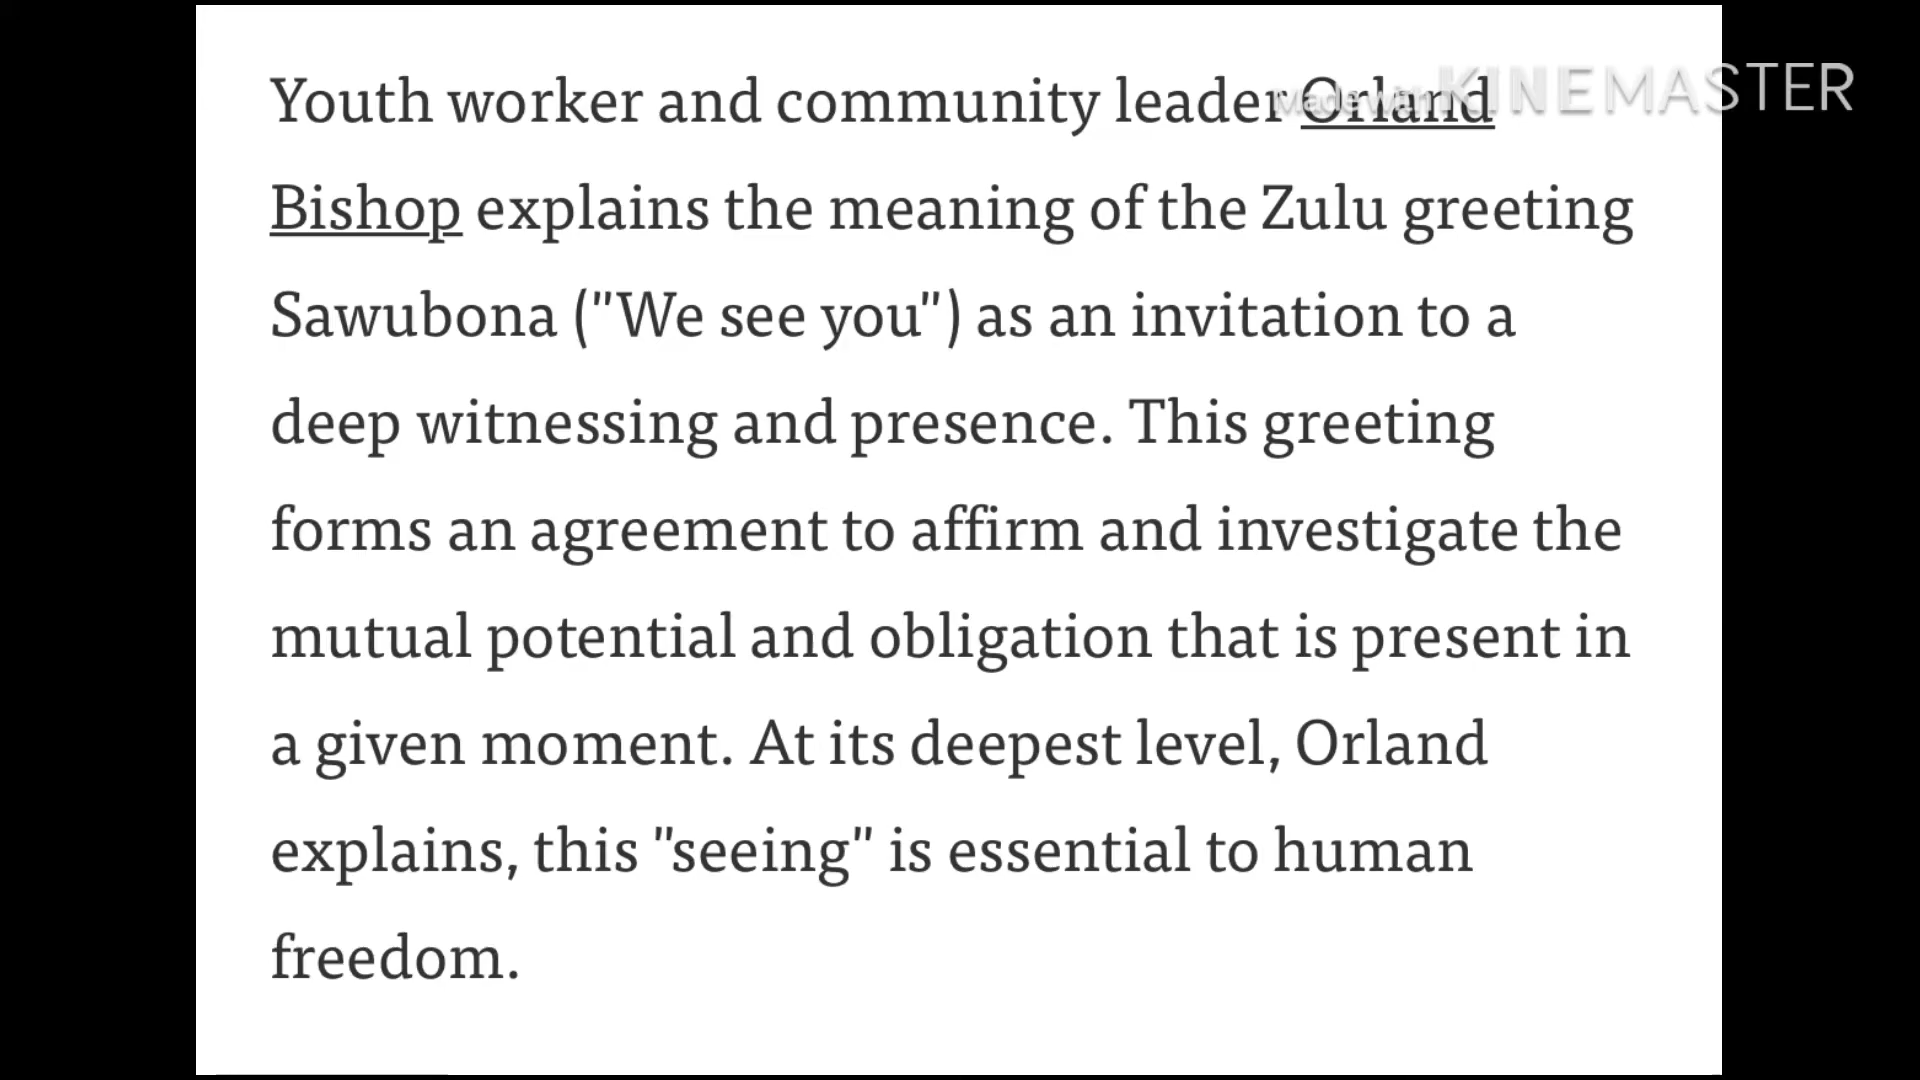 Made with KINEMASTER
Youth worker and community leader Orland
Bishop explains the meaning of the Zulu greeting
Sawubona ("We see you") as an invitation to a
deep witnessing and presence. This greeting
forms an agreement to affirm and investigate the
mutual potential and obligation that is present in
a given moment. At its deepest level, Orland
explains, this "seeing" is essential to human
freedom.